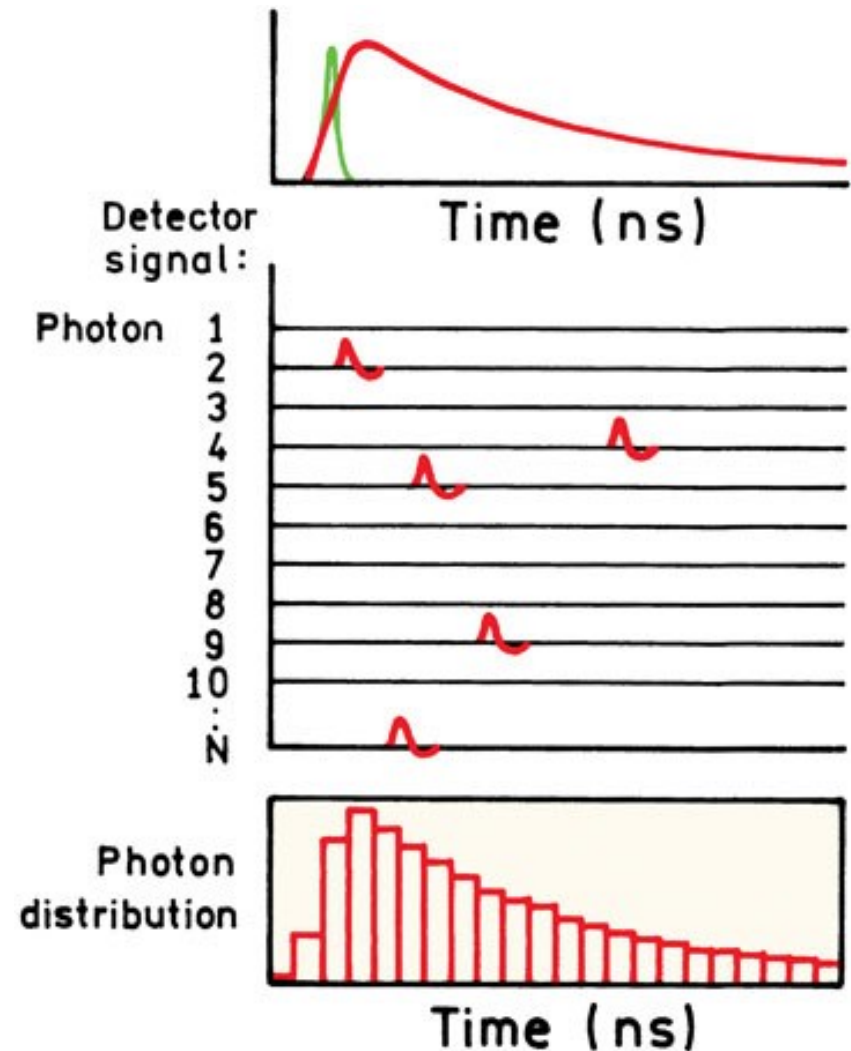 Time (ns)
Detector
signal:
Photon 1
2
3
4
5
6
7
8
9
10
:
N
Photon
distribution
Time (ns)